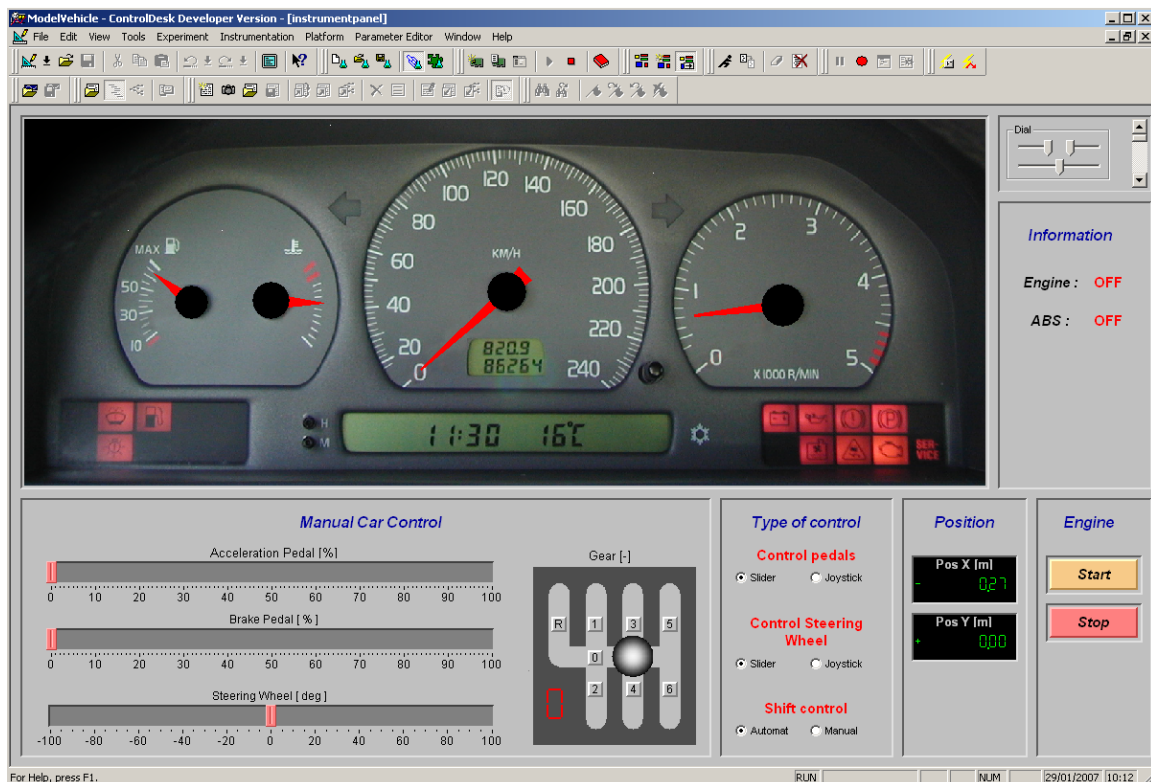 ModelVehicle - ControlDesk Developer Version - [instrumentpanel]
File Edit View Tools Experiment Instrumentation Platform Parameter Editor Window Help
Dial
MAX
50
30
10
0 20 40 60 80 100 120 140 160 180 200 220 240
KM/H
820.9
86264
0 1 2 3 4 5
X 1000 R/MIN
H
M
11:30 16°C
SER-
VICE
Information
Engine : OFF
ABS : OFF
Manual Car Control
Acceleration Pedal [%]
0 10 20 30 40 50 60 70 80 90 100
Brake Pedal [ % ]
0 10 20 30 40 50 60 70 80 90 100
Steering Wheel [ deg ]
-100 -80 -60 -40 -20 0 20 40 60 80 100
Gear [-]
R 1 3 5
0
2 4 6
0
Type of control
Control pedals
Slider Joystick
Control Steering
Wheel
Slider Joystick
Shift control
Automat Manual
Position
Pos X [m]
- 0,27
Pos Y [m]
+ 0,00
Engine
Start
Stop
For Help, press F1.
RUN NUM 29/01/2007 10:12